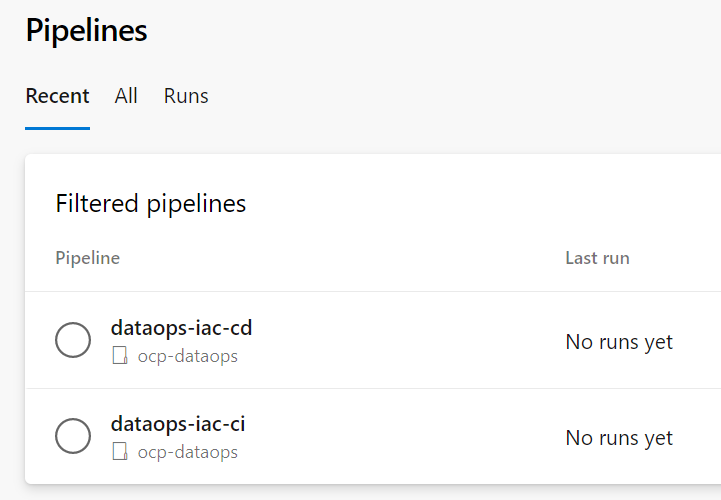 Pipelines
Recent All Runs
Filtered pipelines
Pipeline Last run
dataops-iac-cd
ocp-dataops
No runs yet
dataops-iac-ci
ocp-dataops
No runs yet